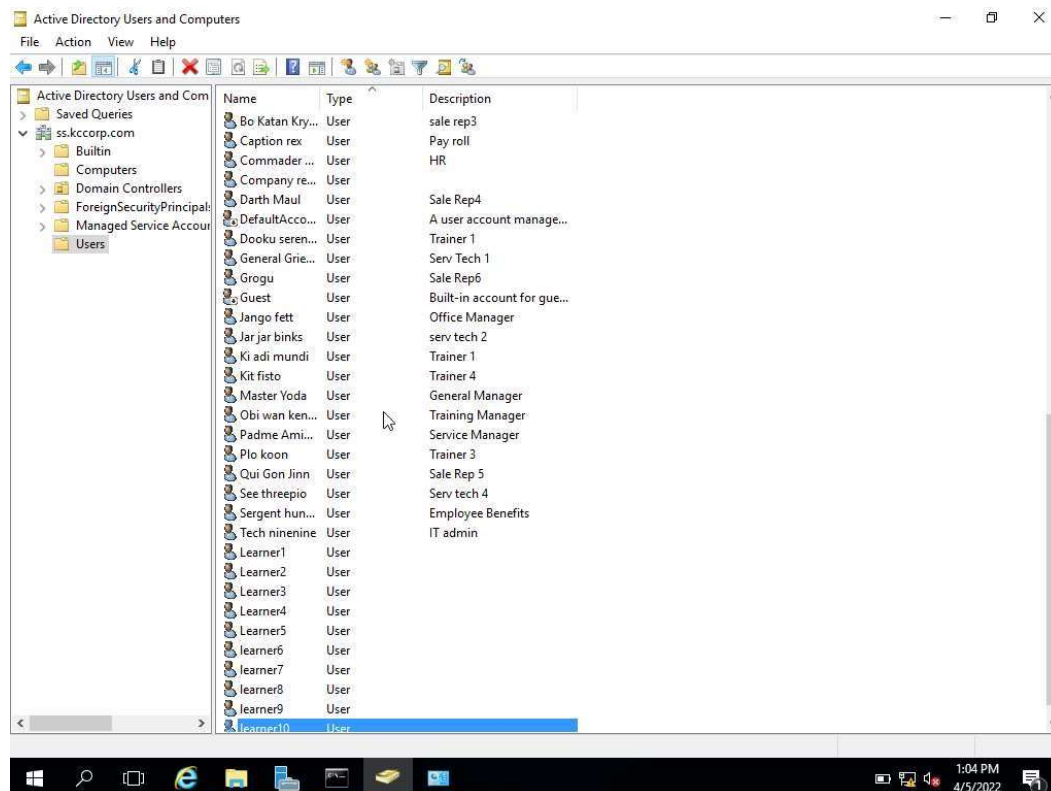 Active Directory Users and Computers
File Action View Help
Active Directory Users and Com
Saved Queries
ss.kccorp.com
Builtin
Computers
Domain Controllers
ForeignSecurityPrincipal:
Managed Service Accour
Users
Name Type Description
Bo Katan Kry... User sale rep3
Caption rex User Pay roll
Commader ... User HR
Company re... User
Darth Maul User Sale Rep4
DefaultAcco... User A user account manage...
Dooku seren... User Trainer 1
General Grie... User Serv Tech 1
Grogu User Sale Rep6
Guest User Built-in account for gue...
Jango fett User Office Manager
Jar jar binks User serv tech 2
Ki adi mundi User Trainer 1
Kit fisto User Trainer 4
Master Yoda User General Manager
Obi wan ken... User Training Manager
Padme Ami... User Service Manager
Plo koon User Trainer 3
Qui Gon Jinn User Sale Rep 5
See threepio User Serv tech 4
Sergent hun... User Employee Benefits
Tech ninenine User IT admin
Learner1 User
Learner2 User
Learner3 User
Learner4 User
Learner5 User
learner6 User
learner7 User
learner8 User
learner9 User
learner10 User
1:04 PM
4/5/2022
1